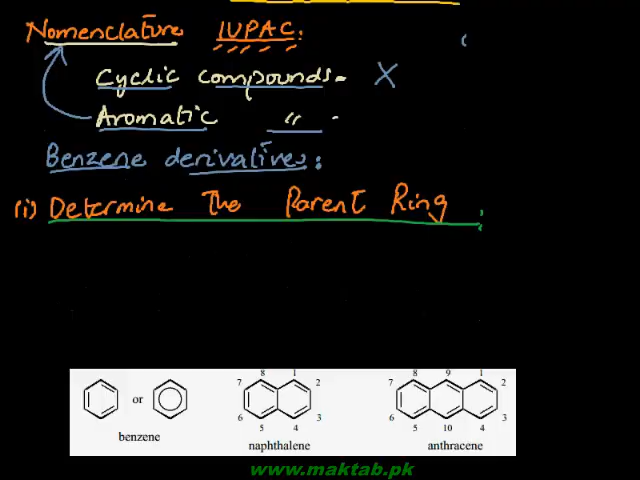 Nomenclature IUPAC:
Cyclic compounds - X
Aromatic " -
Benzene derivatives:
(i) Determine The Parent Ring :
or
benzene
8 1
7 2
6 3
5 4
naphthalene
8 9 1
7 2
6 3
5 10 4
anthracene
www.maktab.pk